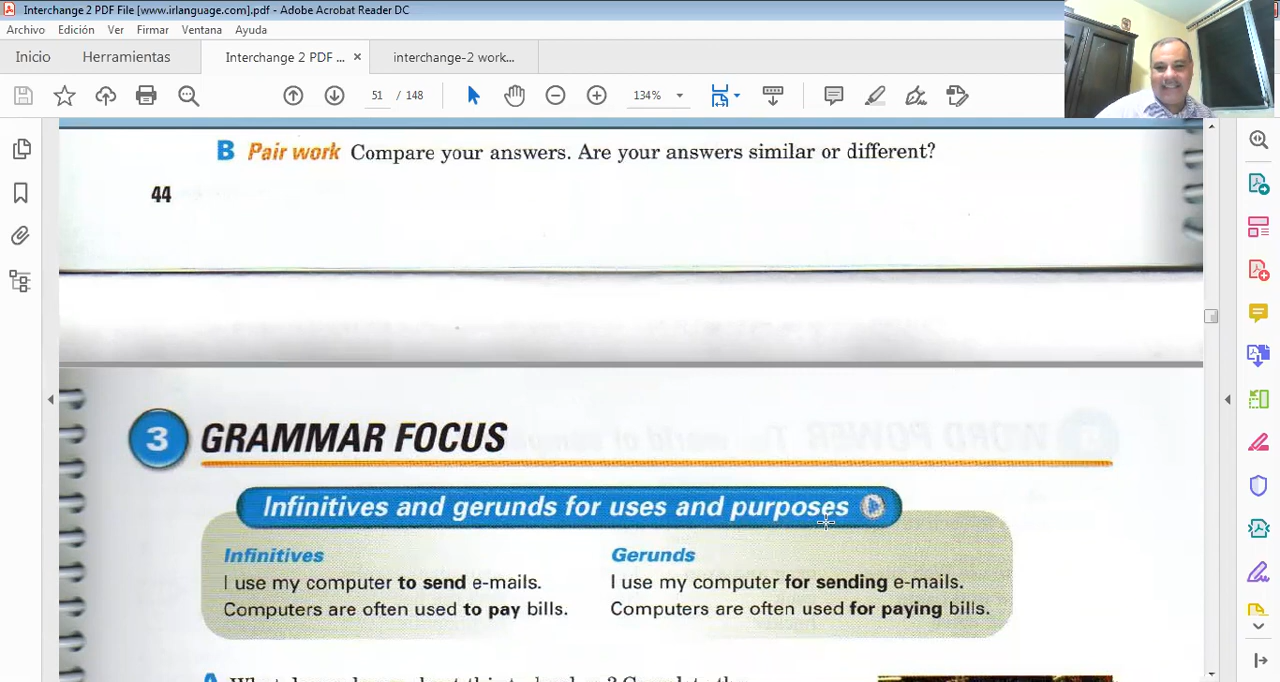 Interchange 2 PDF File [www.irlanguage.com].pdf - Adobe Acrobat Reader DC
Archivo Edición Ver Firmar Ventana Ayuda
Inicio Herramientas Interchange 2 PDF ... × interchange-2 work...
51 / 148 134%
B Pair work Compare your answers. Are your answers similar or different?
44
3 GRAMMAR FOCUS
Infinitives and gerunds for uses and purposes
Infinitives Gerunds
I use my computer to send e-mails. I use my computer for sending e-mails.
Computers are often used to pay bills. Computers are often used for paying bills.